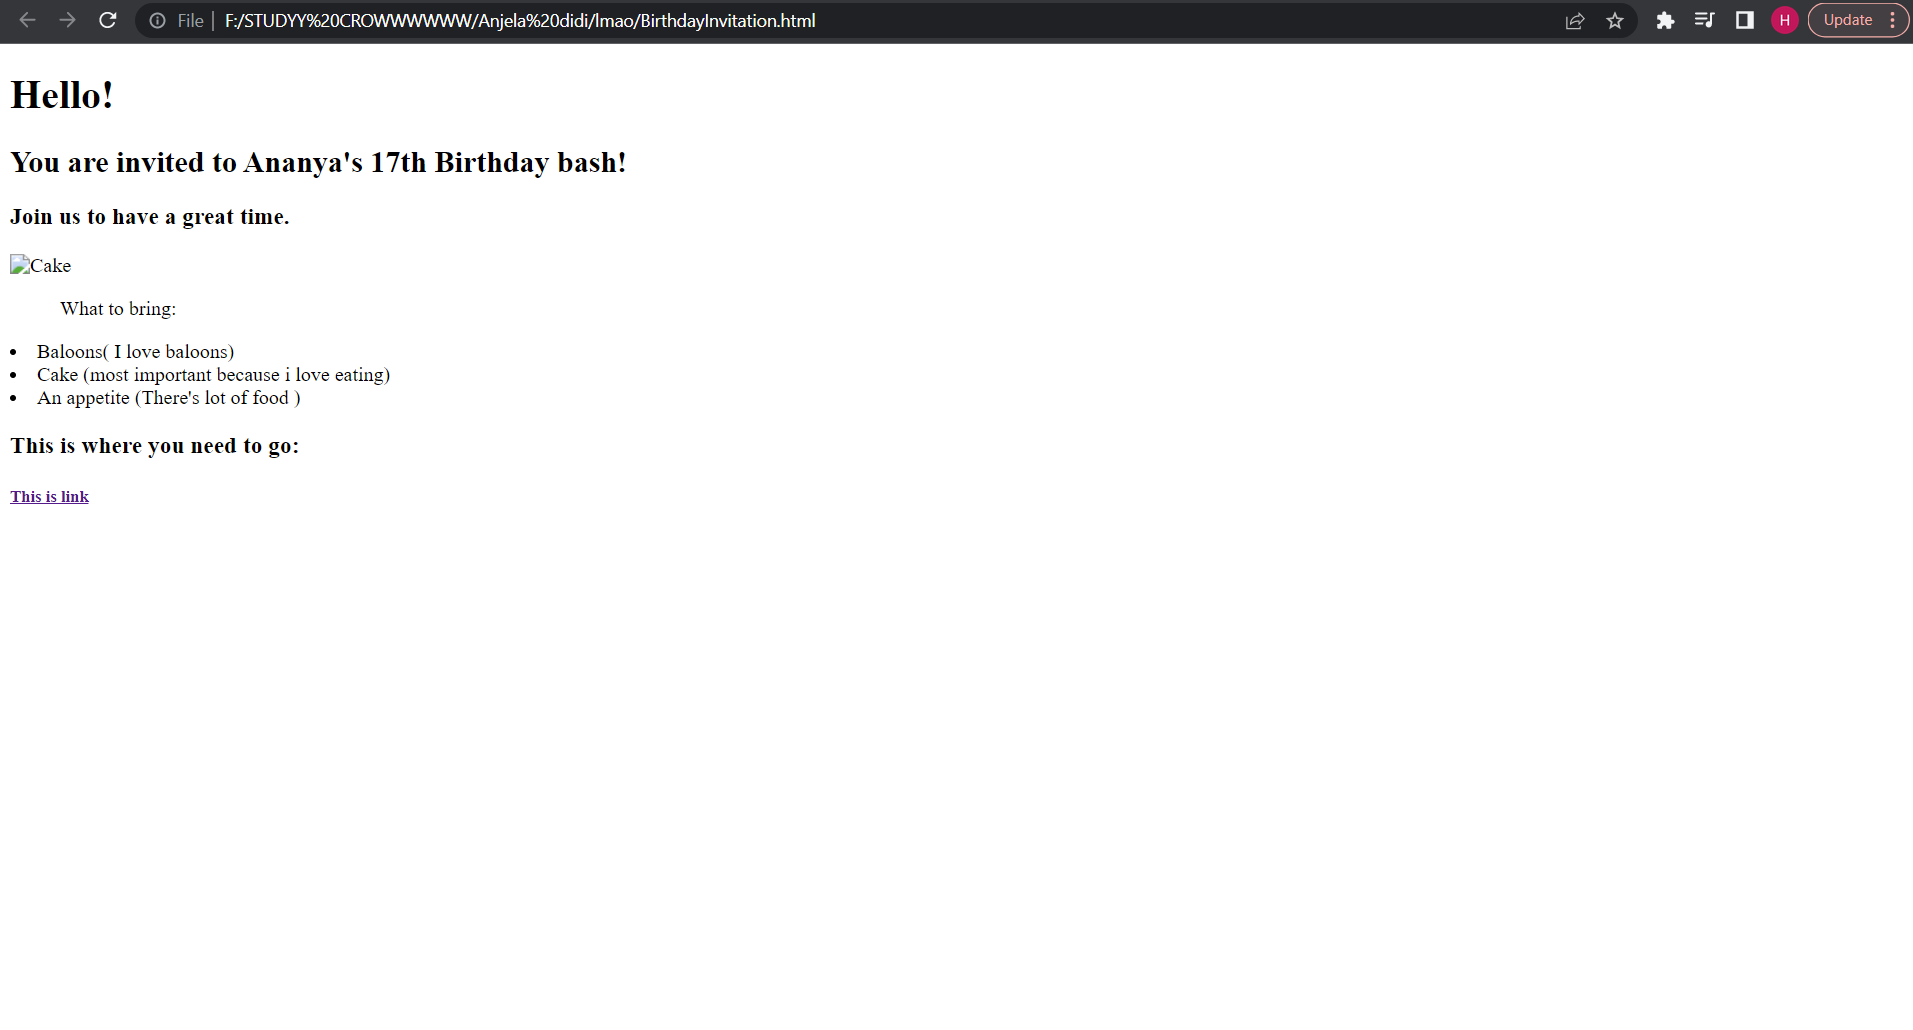 File | F:/STUDYY%20CROWWWWWW/Anjela%20didi/lmao/BirthdayInvitation.html
H
Update
Hello!
You are invited to Ananya's 17th Birthday bash!
Join us to have a great time.
Cake
What to bring:
• Baloons( I love baloons)
• Cake (most important because i love eating)
• An appetite (There's lot of food )
This is where you need to go:
This is link